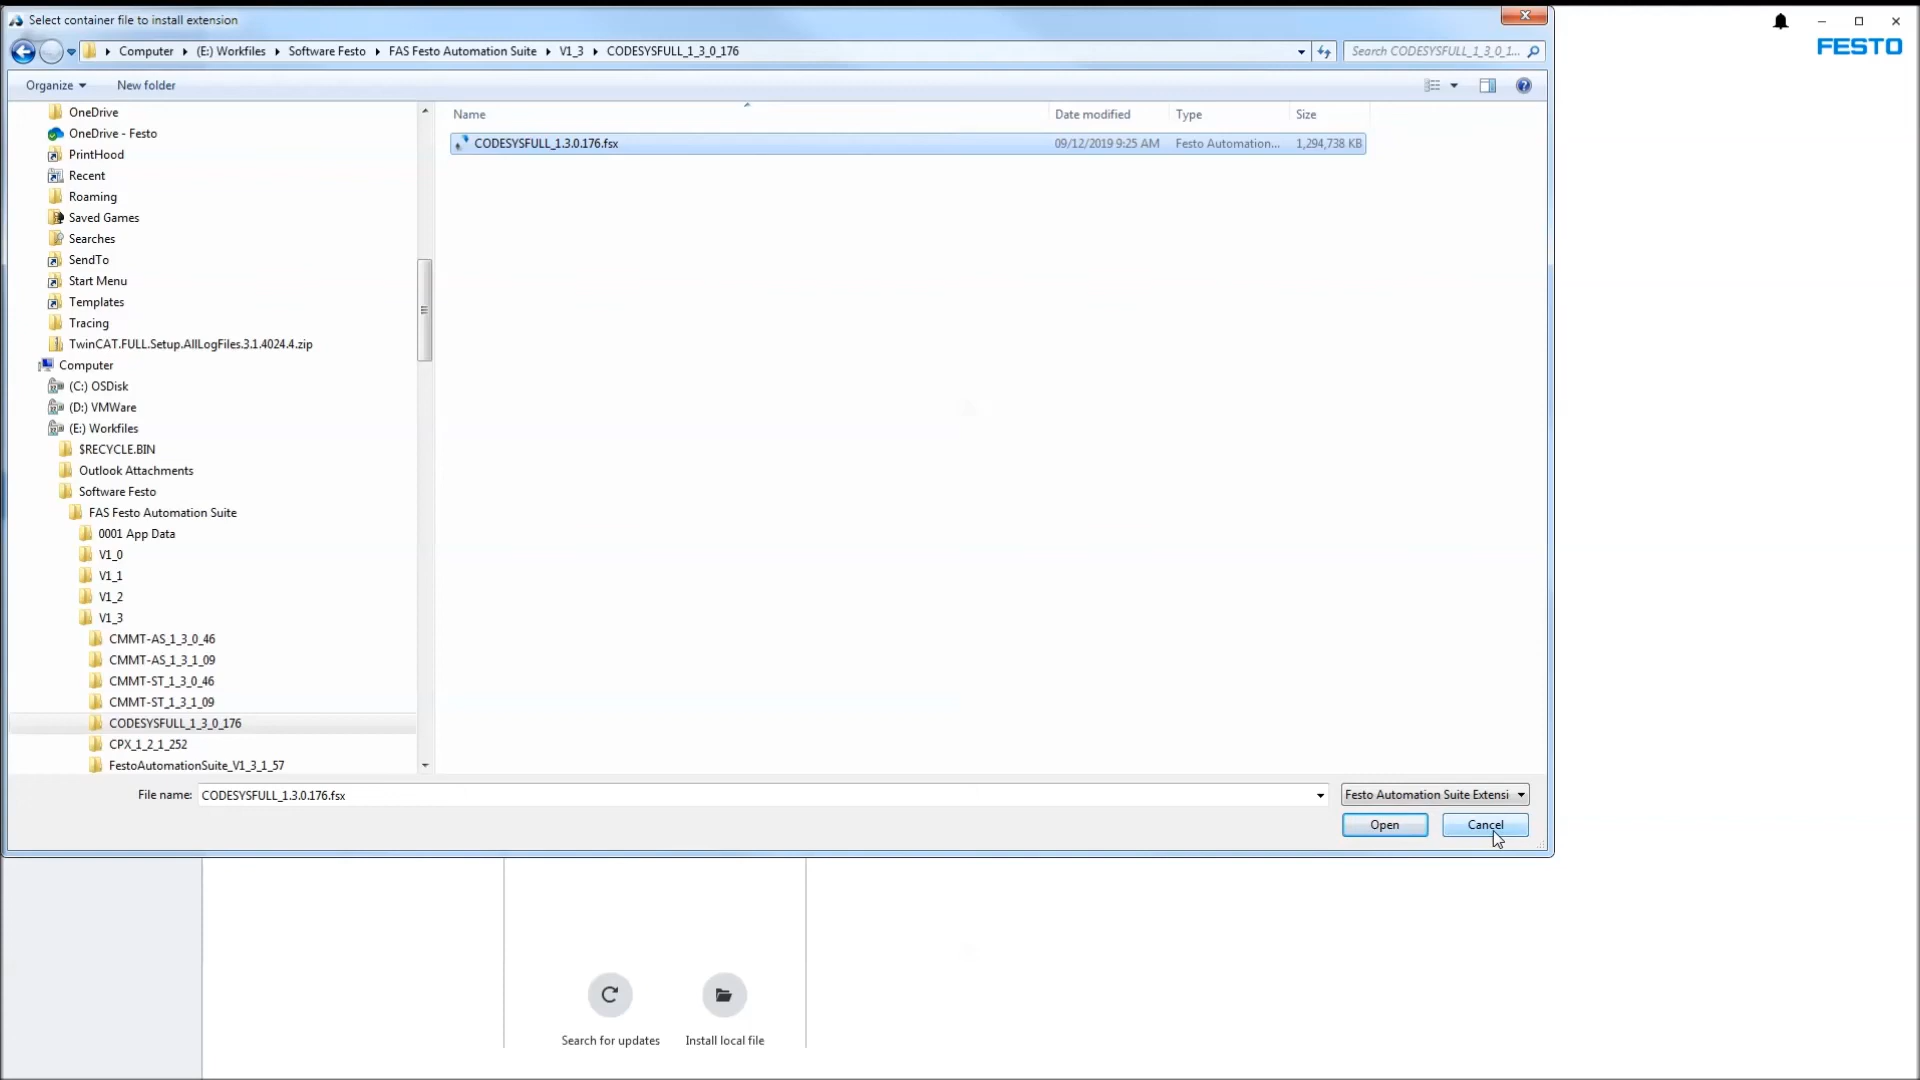 Select container file to install extension
FESTO
Computer (E:) Workfiles Software Festo FAS Festo Automation Suite V1_3 CODESYSFULL_1_3_0_176
Search CODESYSFULL_1_3_0_1...
Organize New folder
Name Date modified Type Size
CODESYSFULL_1.3.0.176.fsx 09/12/2019 9:25 AM Festo Automation... 1,294,738 KB
OneDrive
OneDrive - Festo
PrintHood
Recent
Roaming
Saved Games
Searches
SendTo
Start Menu
Templates
Tracing
TwinCAT.FULL.Setup.AllLogFiles.3.1.4024.4.zip
Computer
(C:) OSDisk
(D:) VMWare
(E:) Workfiles
$RECYCLE.BIN
Outlook Attachments
Software Festo
FAS Festo Automation Suite
0001 App Data
V1_0
V1_1
V1_2
V1_3
CMMT-AS_1_3_0_46
CMMT-AS_1_3_1_09
CMMT-ST_1_3_0_46
CMMT-ST_1_3_1_09
CODESYSFULL_1_3_0_176
CPX_1_2_1_252
FestoAutomationSuite_V1_3_1_57
File name: CODESYSFULL_1.3.0.176.fsx Festo Automation Suite Extensi
Open Cancel
Search for updates Install local file